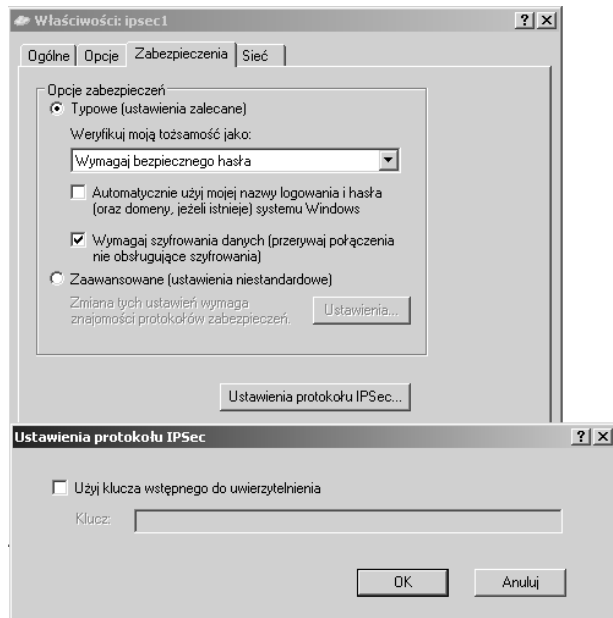 Właściwości: ipsec1
Ogólne Opcje Zabezpieczenia Sieć
Opcje zabezpieczeń
Typowe (ustawienia zalecane)
Weryfikuj moją tożsamość jako:
Wymagaj bezpiecznego hasła
Automatycznie użyj mojej nazwy logowania i hasła
(oraz domeny, jeżeli istnieje) systemu Windows
Wymagaj szyfrowania danych (przerywaj połączenia
nie obsługujące szyfrowania)
Zaawansowane (ustawienia niestandardowe)
Zmiana tych ustawień wymaga
znajomości protokołów zabezpieczeń.
Ustawienia...
Ustawienia protokołu IPSec...
Ustawienia protokołu IPSec
Użyj klucza wstępnego do uwierzytelnienia
Klucz:
OK Anuluj